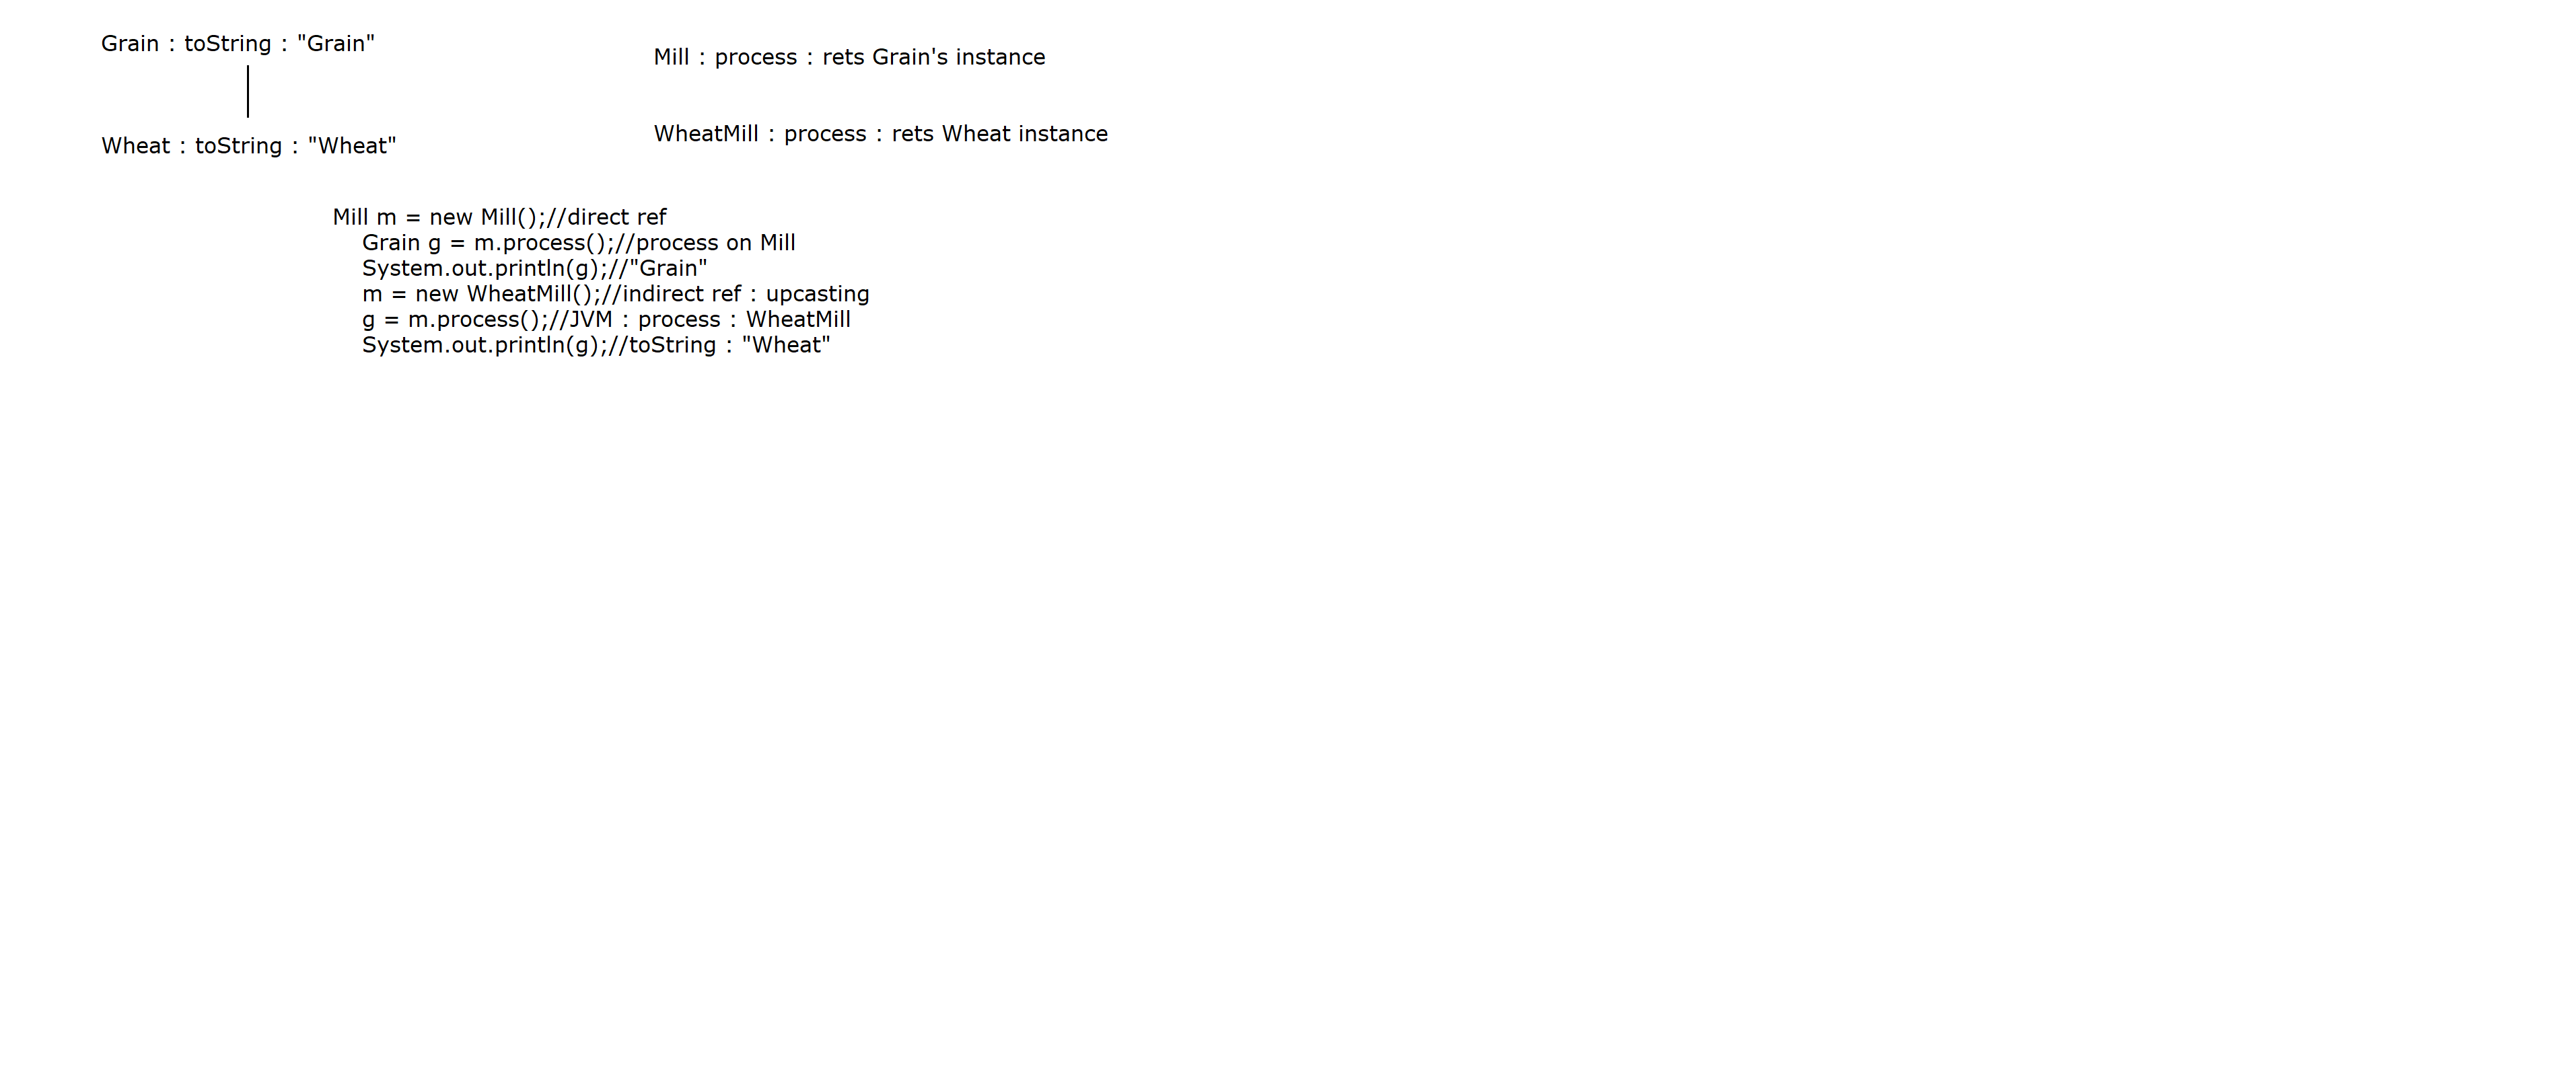 Grain : toString : "Grain"
Mill : process : rets Grain's instance
WheatMill : process : rets Wheat instance
Wheat : toString : "Wheat"
Mill m = new Mill();//direct ref
Grain g = m.process();//process on Mill
System.out.println(g);//"Grain"
m = new WheatMill();//indirect ref : upcasting
g = m.process();//JVM : process : WheatMill
System.out.println(g);//toString : "Wheat"